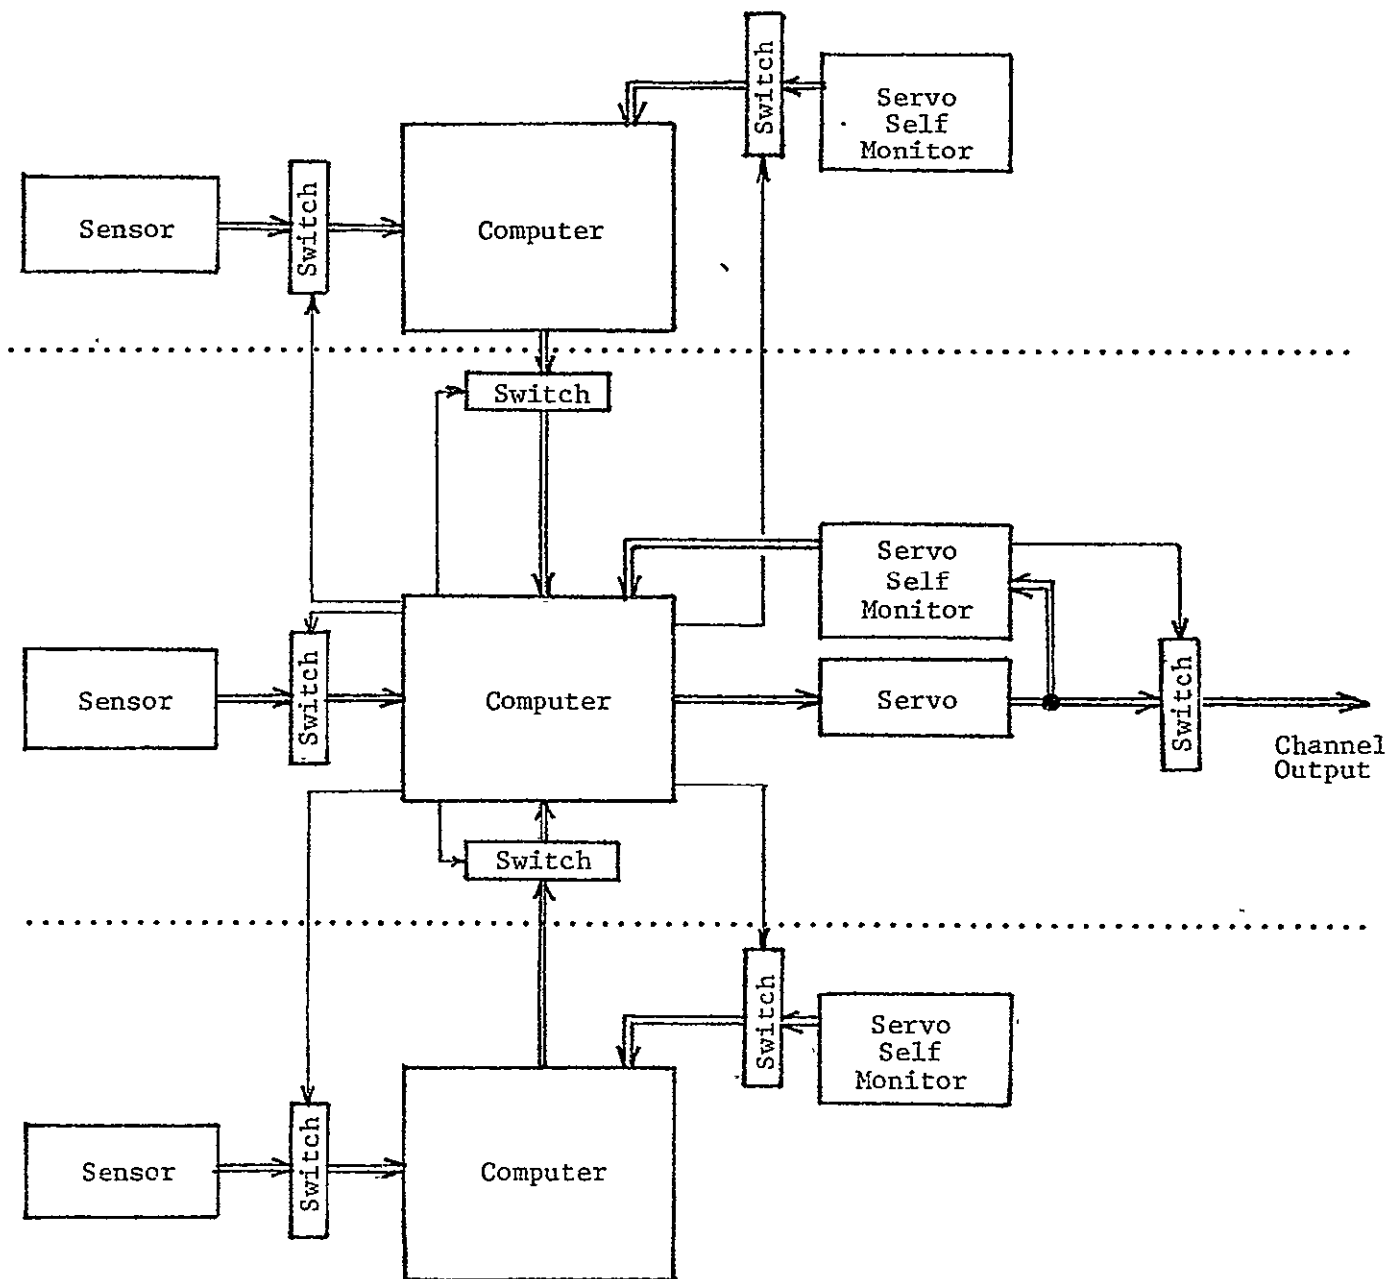 Switch
Servo
Self
Monitor
Sensor
Switch
Computer
Switch
Servo
Self
Monitor
Sensor
Switch
Computer
Servo
Switch
Channel
Output
Switch
Switch
Servo
Self
Monitor
Sensor
Switch
Computer